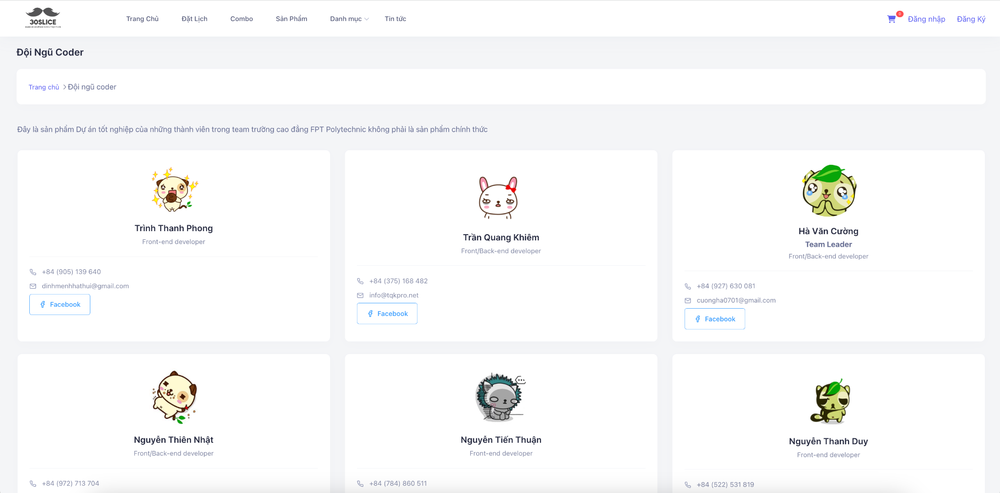 30SLICE
Trang Chủ
Đặt Lịch
Combo
Sản Phẩm
Danh mục
Tin tức
0
Đăng nhập
Đăng Ký
Đội Ngũ Coder
Trang chủ > Đội ngũ coder
Đây là sản phẩm Dự án tốt nghiệp của những thành viên trong team trường cao đẳng FPT Polytechnic không phải là sản phẩm chính thức
Trình Thanh Phong
Front-end developer
+84 (905) 139 640
dinhmenhhathui@gmail.com
Facebook
Trần Quang Khiêm
Front/Back-end developer
+84 (375) 168 482
info@tqkpro.net
Facebook
Hà Văn Cường
Team Leader
Front/Back-end developer
+84 (927) 630 081
cuongha0701@gmail.com
Facebook
Nguyễn Thiên Nhật
Front/Back-end developer
+84 (972) 713 704
Nguyễn Tiến Thuận
Front-end developer
+84 (784) 860 511
Nguyễn Thanh Duy
Front-end developer
+84 (522) 531 819